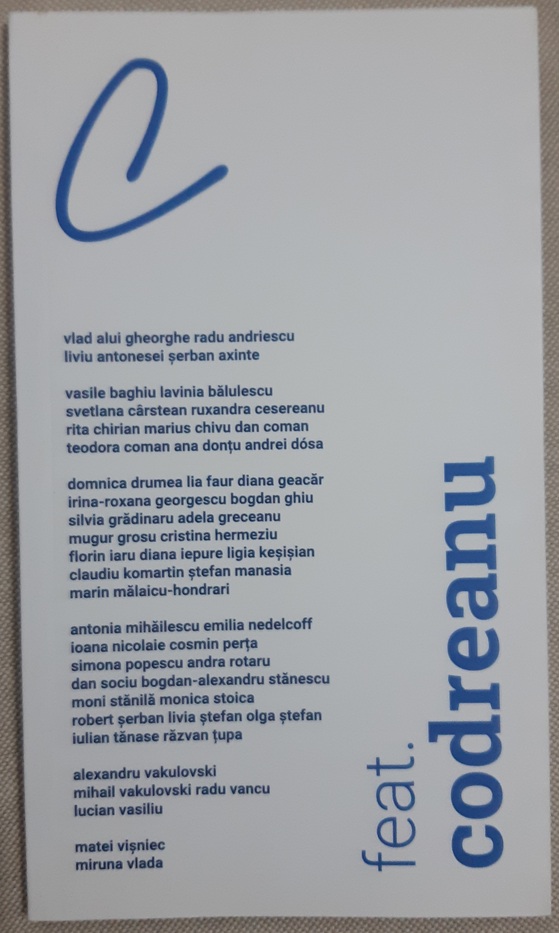 C
vlad alui gheorghe radu andriescu
liviu antonesei șerban axinte
vasile baghiu lavinia bălulescu
svetlana cârstean ruxandra cesereanu
rita chirian marius chivu dan coman
teodora coman ana donțu andrei dósa
domnica drumea lia faur diana geacăr
irina-roxana georgescu bogdan ghiu
silvia grădinaru adela greceanu
mugur grosu cristina hermeziu
florin iaru diana iepure ligia keșișian
claudiu komartin ștefan manasia
marin mălaicu-hondrari
antonia mihăilescu emilia nedelcoff
ioana nicolaie cosmin perța
simona popescu andra rotaru
dan sociu bogdan-alexandru stănescu
moni stănilă monica stoica
robert șerban livia ștefan olga ștefan
iulian tănase răzvan țupa
alexandru vakulovski
mihail vakulovski radu vancu
lucian vasiliu
matei vișniec
miruna vlada
feat.
codreanu